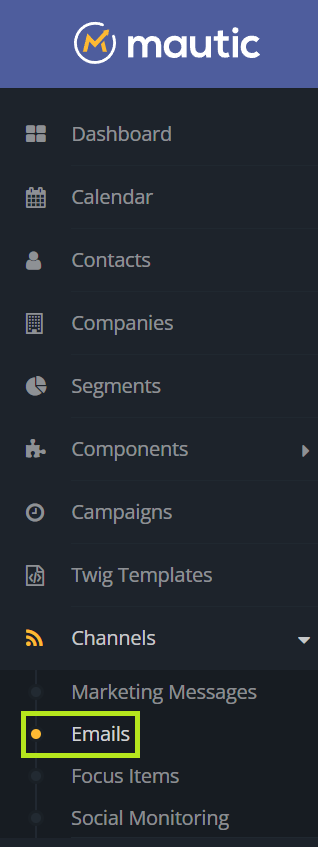 mautic
Dashboard
Calendar
Contacts
Companies
Segments
Components
Campaigns
Twig Templates
Channels
Marketing Messages
Emails
Focus Items
Social Monitoring